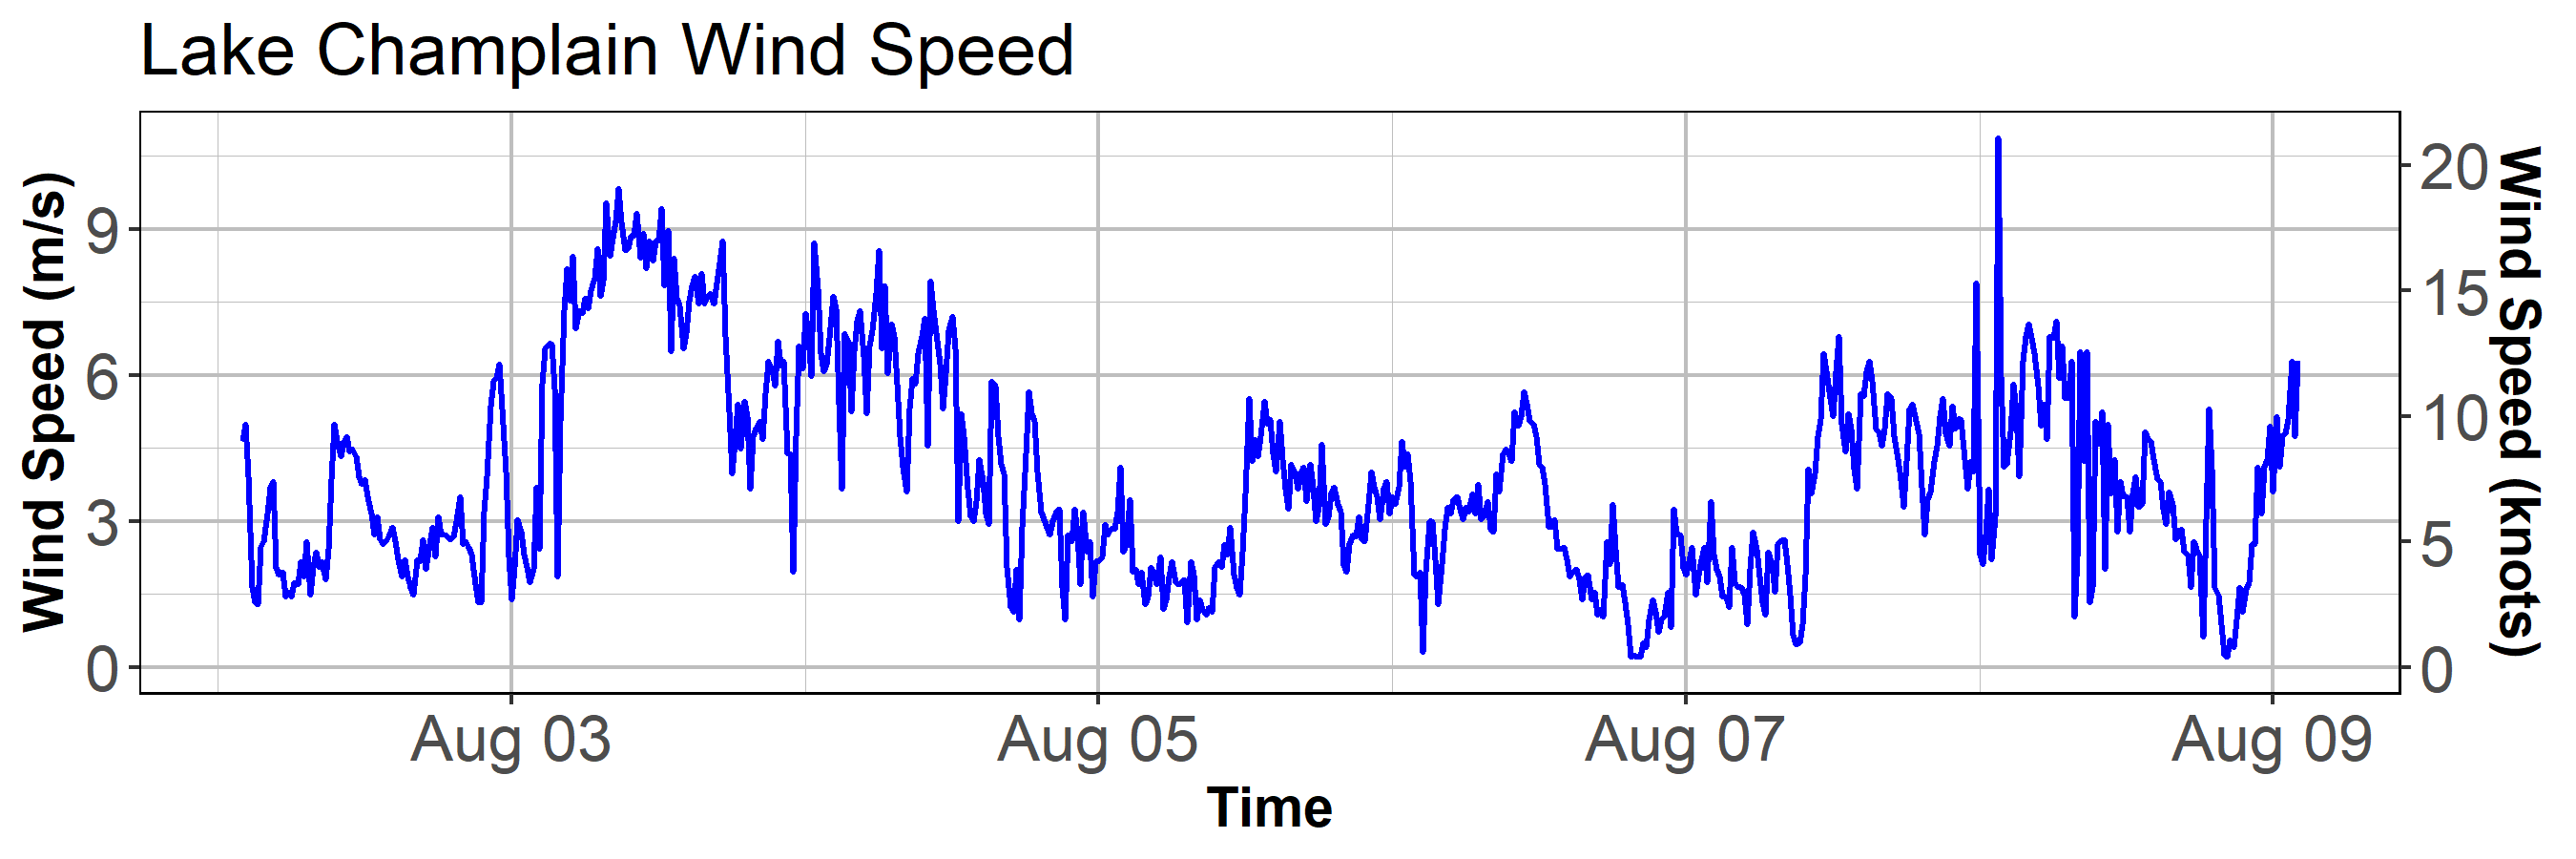 Lake Champlain Wind Speed
Wind Speed (m/s)
9
6
3
0
20
15
10
5
0
Wind Speed (knots)
Aug 03
Aug 05
Aug 07
Aug 09
Time